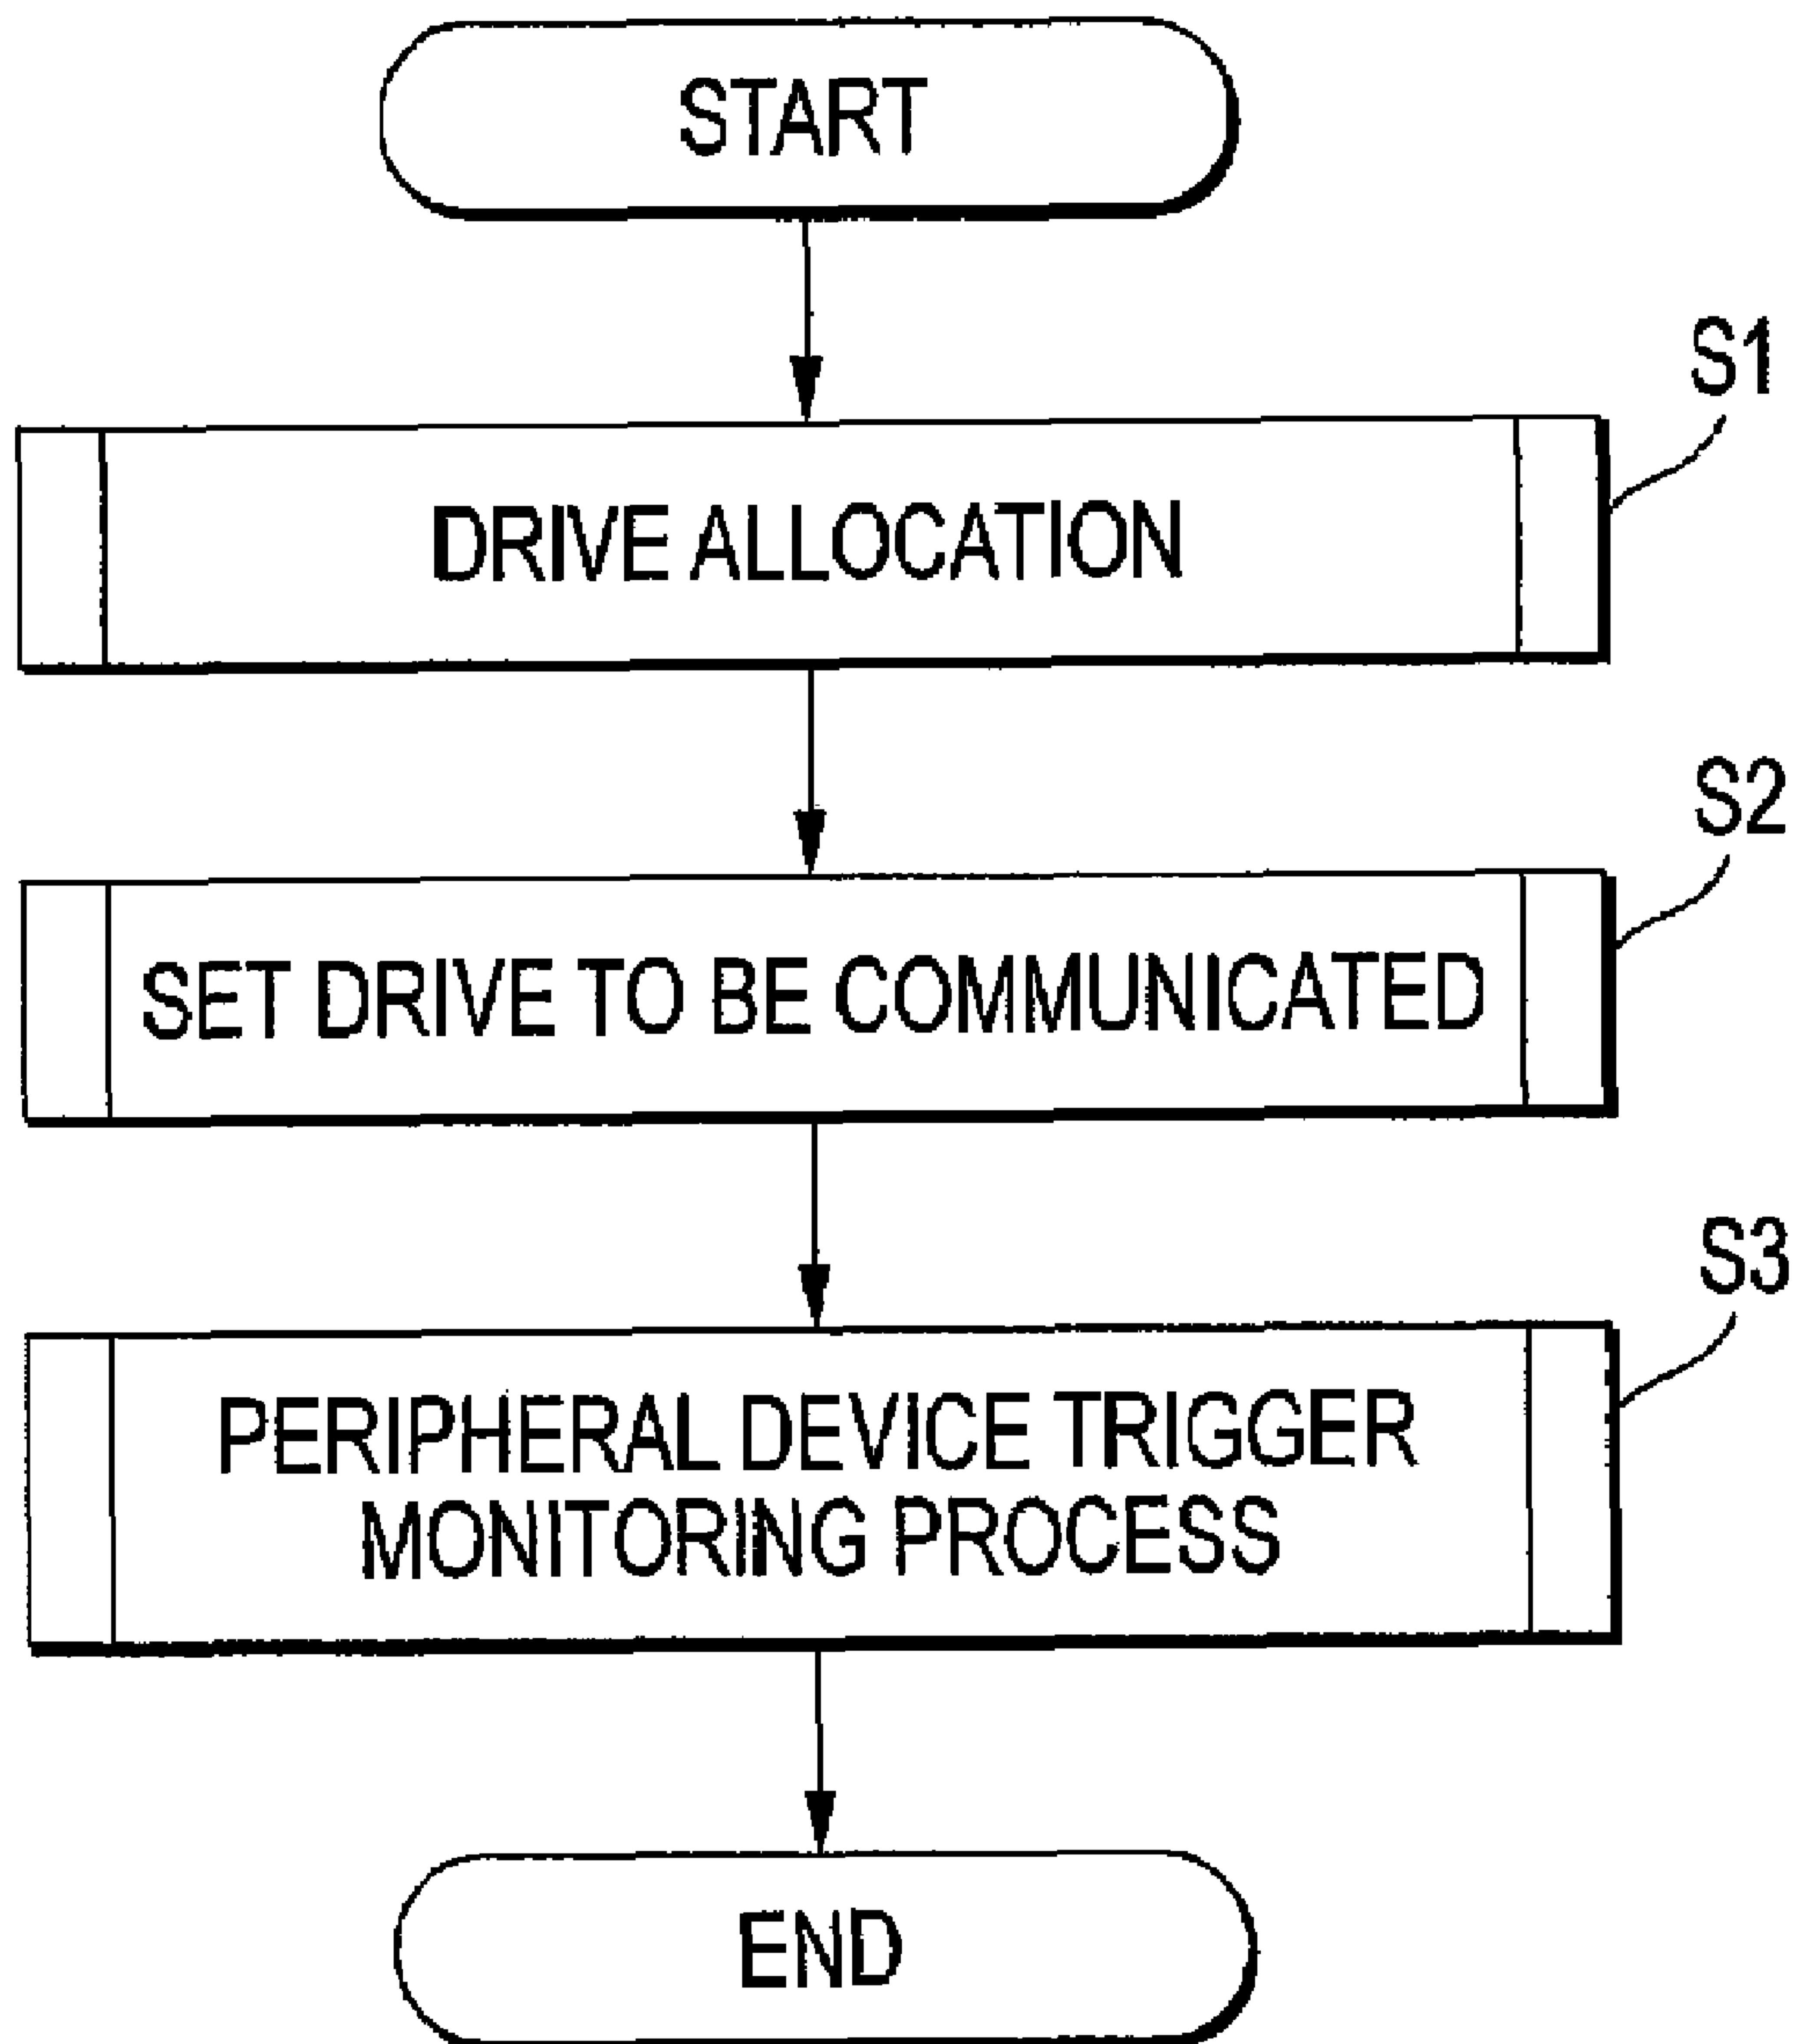 START
S1
DRIVE ALLOCATION
S2
SET DRIVE TO BE COMMUNICATED
S3
PERIPHERAL DEVICE TRIGGER
MONITORING PROCESS
END